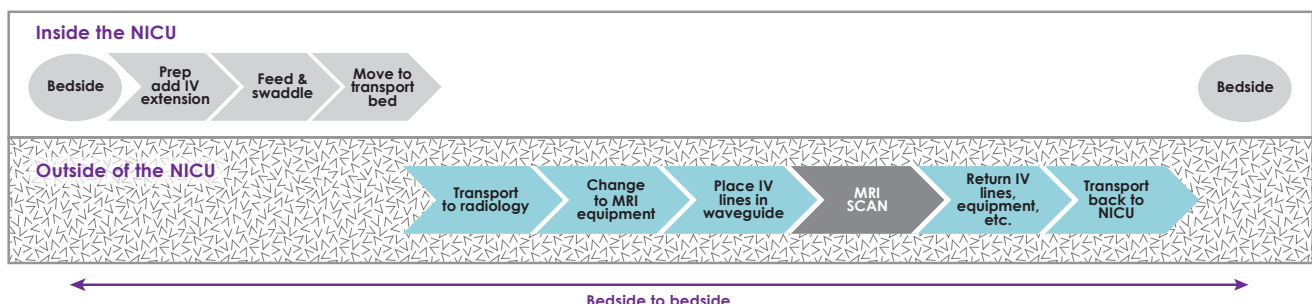 Inside the NICU
Bedside
Prep
add IV
extension
Feed &
swaddle
Move to
transport
bed
Bedside
Outside of the NICU
Transport
to radiology
Change
to MRI
equipment
Place IV
lines in
waveguide
MRI
SCAN
Return IV
lines,
equipment,
etc.
Transport
back to
NICU
Bedside to bedside